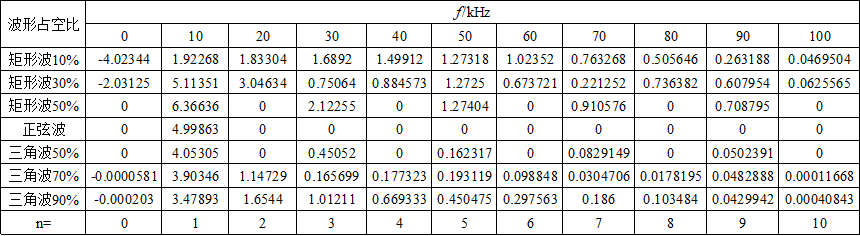 波形占空比 f/kHz
0 10 20 30 40 50 60 70 80 90 100
矩形波10% -4.02344 1.92268 1.83304 1.6892 1.49912 1.27318 1.02352 0.763268 0.505646 0.263188 0.0469504
矩形波30% -2.03125 5.11351 3.04634 0.75064 0.884573 1.2725 0.673721 0.221252 0.736382 0.607954 0.0625565
矩形波50% 0 6.36636 0 2.12255 0 1.27404 0 0.910576 0 0.708795 0
正弦波 0 4.99863 0 0 0 0 0 0 0 0 0
三角波50% 0 4.05305 0 0.45052 0 0.162317 0 0.0829149 0 0.0502391 0
三角波70% -0.0000581 3.90346 1.14729 0.165699 0.177323 0.193119 0.098848 0.0304706 0.0178195 0.0482888 0.00011668
三角波90% -0.000203 3.47893 1.6544 1.01211 0.669333 0.450475 0.297563 0.186 0.103484 0.0429942 0.00040843
n= 0 1 2 3 4 5 6 7 8 9 10